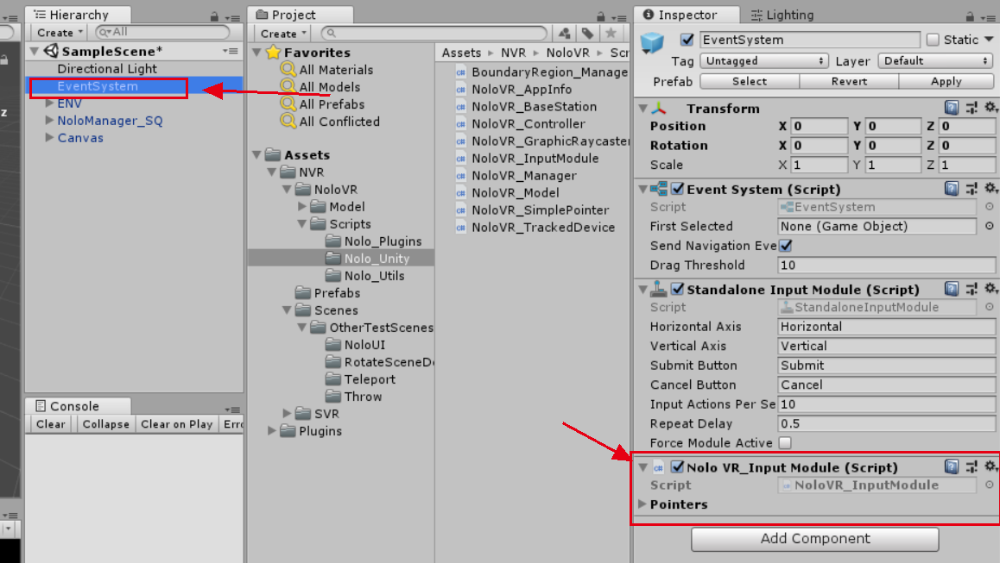 Hierarchy
Create
All
SampleScene*
Directional Light
EventSystem
ENV
NoloManager_SQ
Canvas
z
Console
Clear
Collapse
Clear on Play
Project
Create
Favorites
All Materials
All Models
All Prefabs
All Conflicted
Assets
NVR
NoloVR
Model
Scripts
Nolo_Plugins
Nolo_Unity
Nolo_Utils
Prefabs
Scenes
OtherTestScenes
NoloUI
RotateSceneDe
Teleport
Throw
SVR
Plugins
Assets ▸ NVR ▸ NoloVR ▸ Scr
BoundaryRegion_Manage
NoloVR_AppInfo
NoloVR_BaseStation
NoloVR_Controller
NoloVR_GraphicRaycaster
NoloVR_InputModule
NoloVR_Manager
NoloVR_Model
NoloVR_SimplePointer
NoloVR_TrackedDevice
Inspector
Lighting
EventSystem
Static
Tag Untagged Layer Default
Prefab Select Revert Apply
Transform
Position X 0 Y 0 Z 0
Rotation X 0 Y 0 Z 0
Scale X 1 Y 1 Z 1
Event System (Script)
Script EventSystem
First Selected None (Game Object)
Send Navigation Eve
Drag Threshold 10
Standalone Input Module (Script)
Script StandaloneInputModule
Horizontal Axis Horizontal
Vertical Axis Vertical
Submit Button Submit
Cancel Button Cancel
Input Actions Per Se 10
Repeat Delay 0.5
Force Module Active
Nolo VR_Input Module (Script)
Script NoloVR_InputModule
Pointers
Add Component